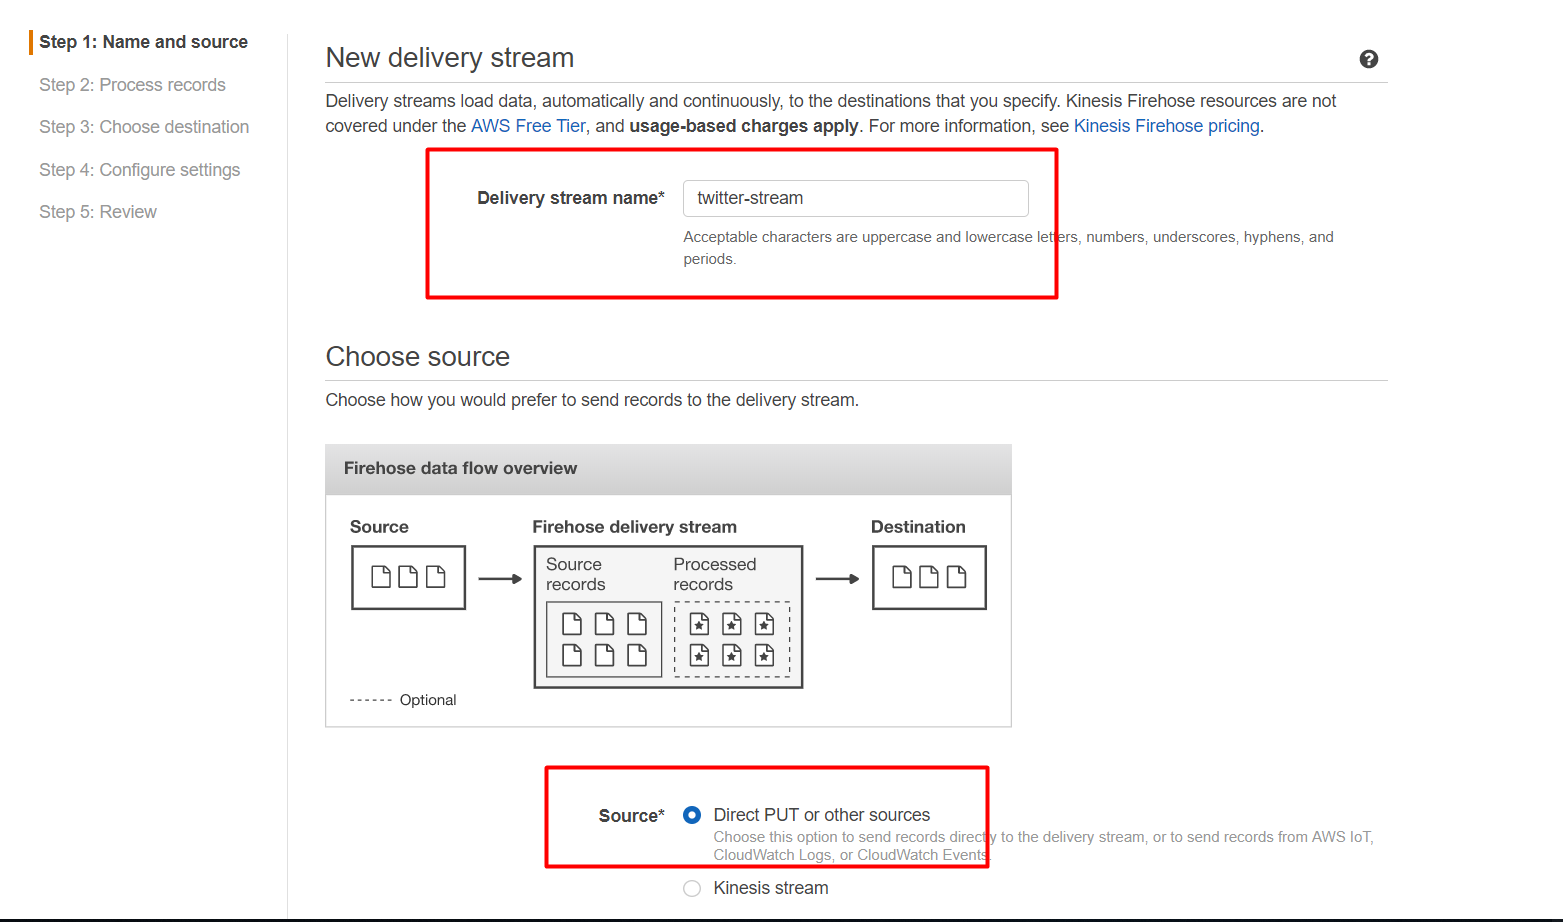 Step 1: Name and source
Step 2: Process records
Step 3: Choose destination
Step 4: Configure settings
Step 5: Review
New delivery stream
Delivery streams load data, automatically and continuously, to the destinations that you specify. Kinesis Firehose resources are not
covered under the AWS Free Tier, and usage-based charges apply. For more information, see Kinesis Firehose pricing.
Delivery stream name* twitter-stream
Acceptable characters are uppercase and lowercase letters, numbers, underscores, hyphens, and
periods.
Choose source
Choose how you would prefer to send records to the delivery stream.
Firehose data flow overview
Source Firehose delivery stream Destination
Source Processed
records records
Optional
Source* Direct PUT or other sources
Choose this option to send records directly to the delivery stream, or to send records from AWS IoT,
CloudWatch Logs, or CloudWatch Events.
Kinesis stream